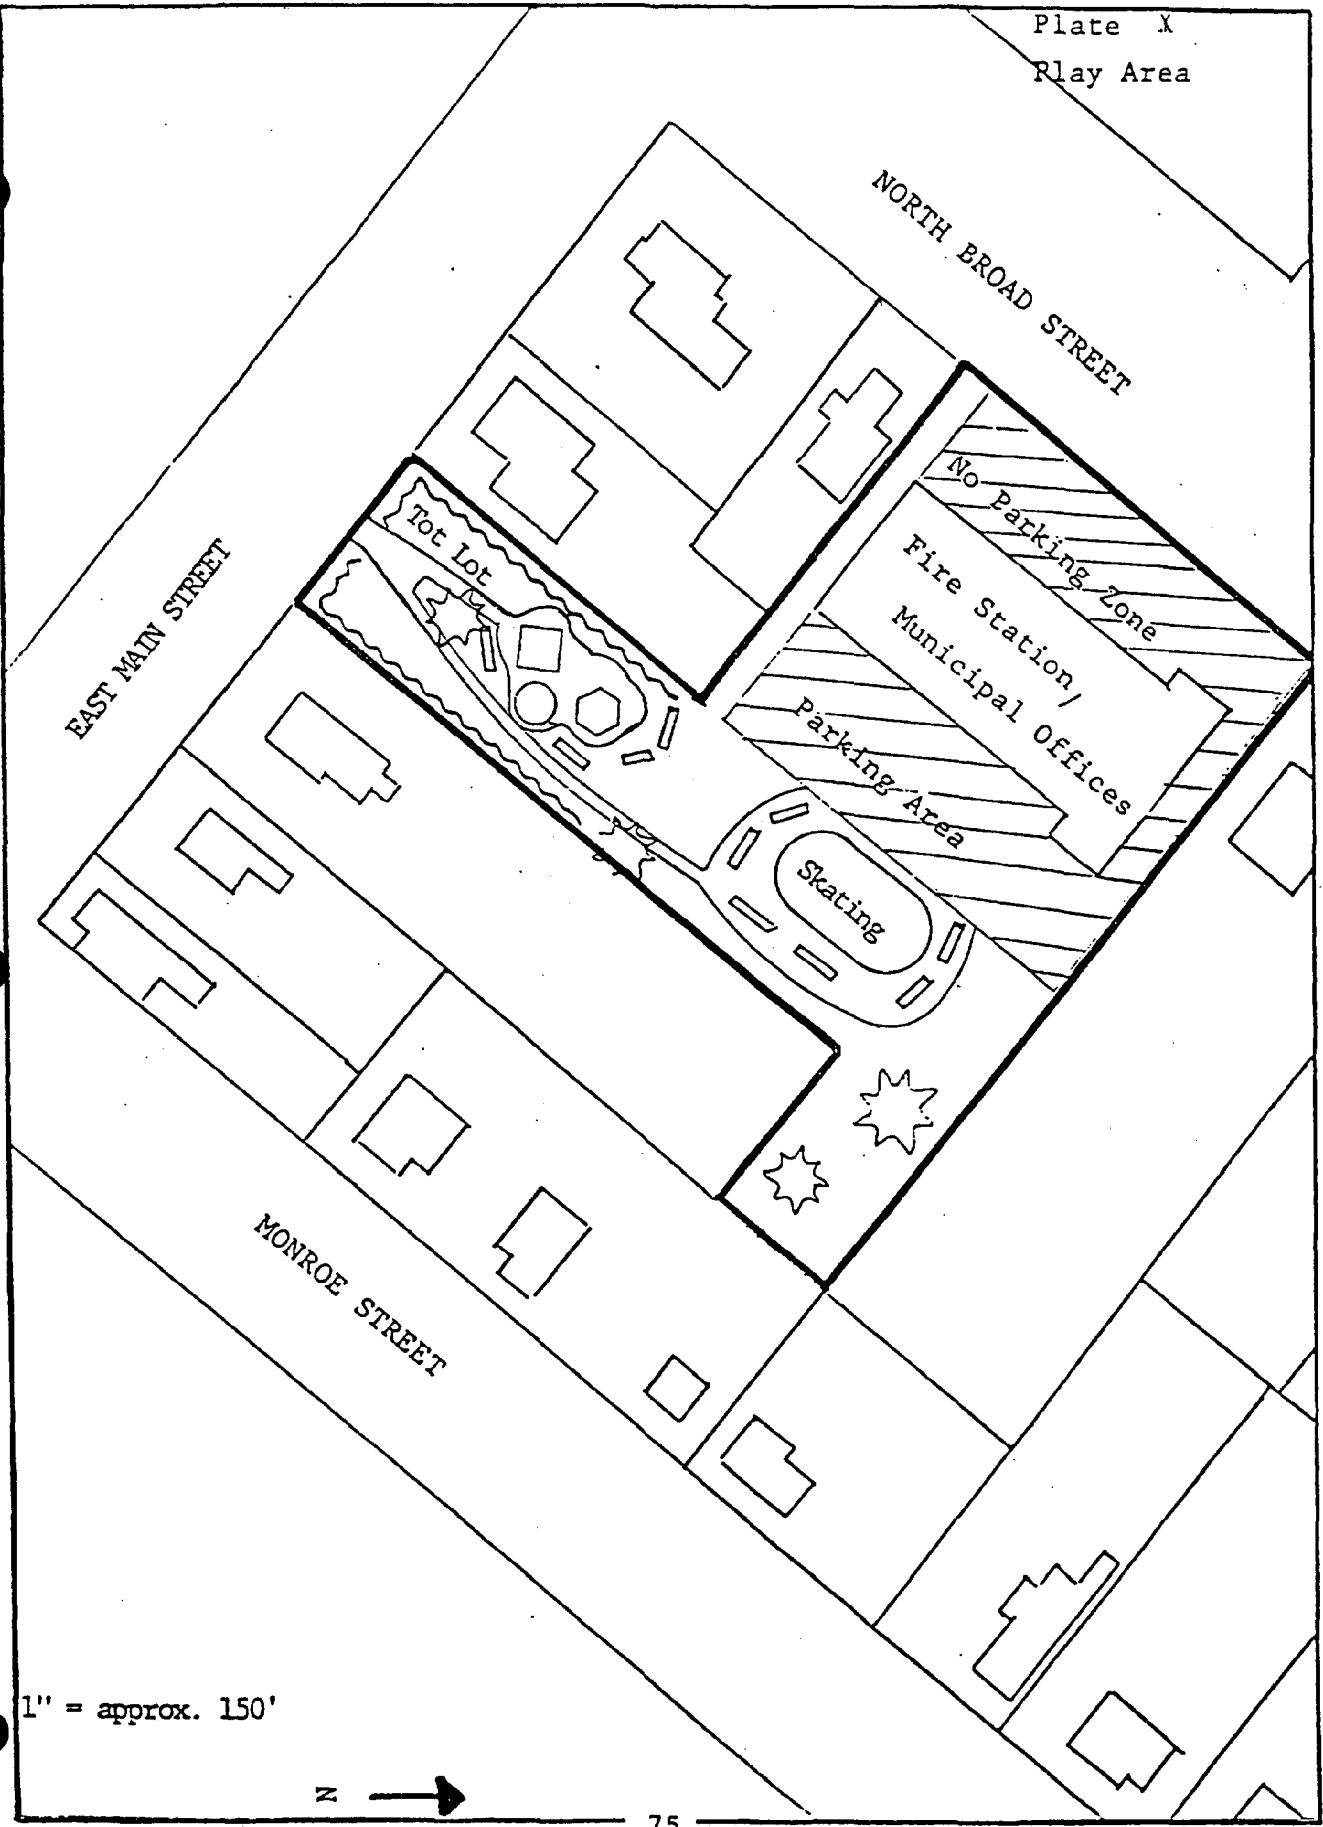 Plate X
Play Area
NORTH BROAD STREET
No Parking Zone
Fire Station,
Municipal Offices
Tot Lot
EAST MAIN STREET
Parking Area
Skating
MONROE STREET
1" = approx. 150'
N
75